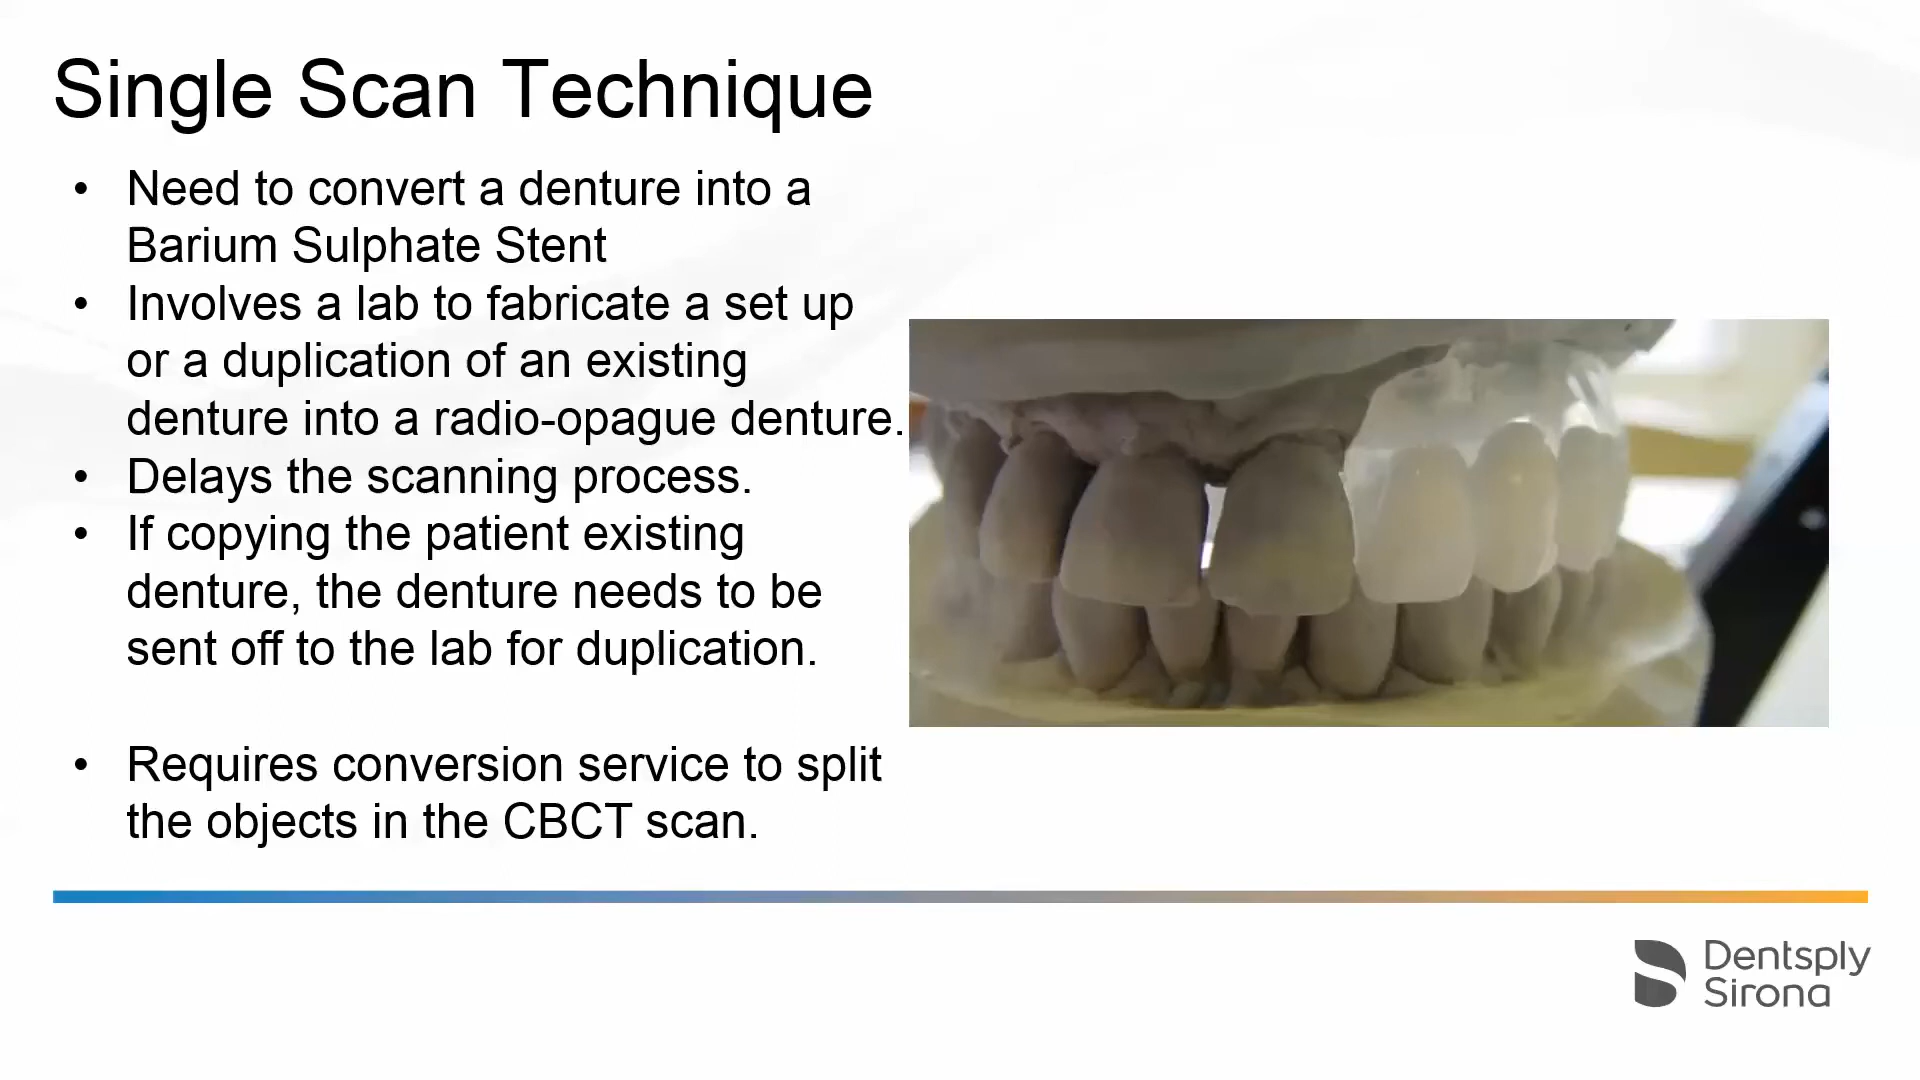 Single Scan Technique
• Need to convert a denture into a
Barium Sulphate Stent
• Involves a lab to fabricate a set up
or a duplication of an existing
denture into a radio-opague denture.
• Delays the scanning process.
• If copying the patient existing
denture, the denture needs to be
sent off to the lab for duplication.
• Requires conversion service to split
the objects in the CBCT scan.
Dentsply
Sirona